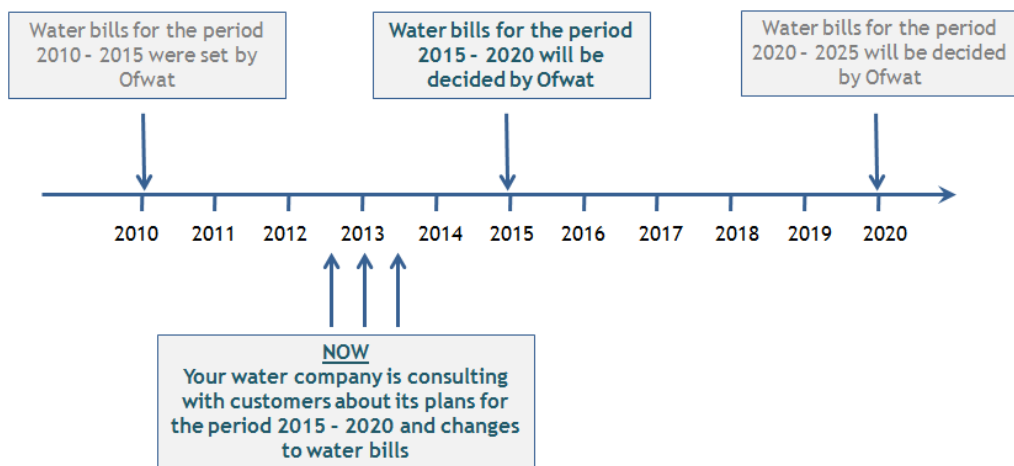 Water bills for the period
2010 - 2015 were set by
Ofwat
Water bills for the period
2015 - 2020 will be
decided by Ofwat
Water bills for the period
2020 - 2025 will be decided
by Ofwat
2010 2011 2012 2013 2014 2015 2016 2017 2018 2019 2020
NOW
Your water company is consulting
with customers about its plans for
the period 2015 - 2020 and changes
to water bills